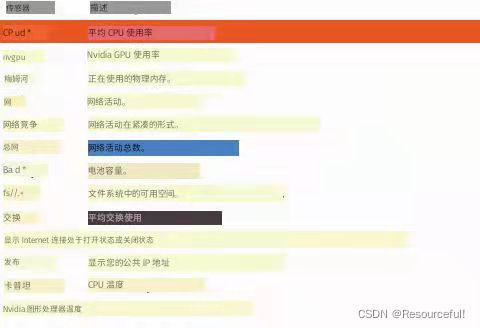 传感器 描述
CP ud * 平均 CPU 使用率
nvgpu Nvidia GPU 使用率
梅姆河 正在使用的物理内存。
网 网络活动。
网络竞争 网络活动在紧凑的形式。
总网 网络活动总数。
Ba d * 电池容量。
fs//.* 文件系统中的可用空间。
交换 平均交换使用
显示 Internet 连接处于打开状态或关闭状态
发布 显示您的公共 IP 地址
卡普坦 CPU 温度
Nvidia 图形处理器温度
CSDN @Resourceful!